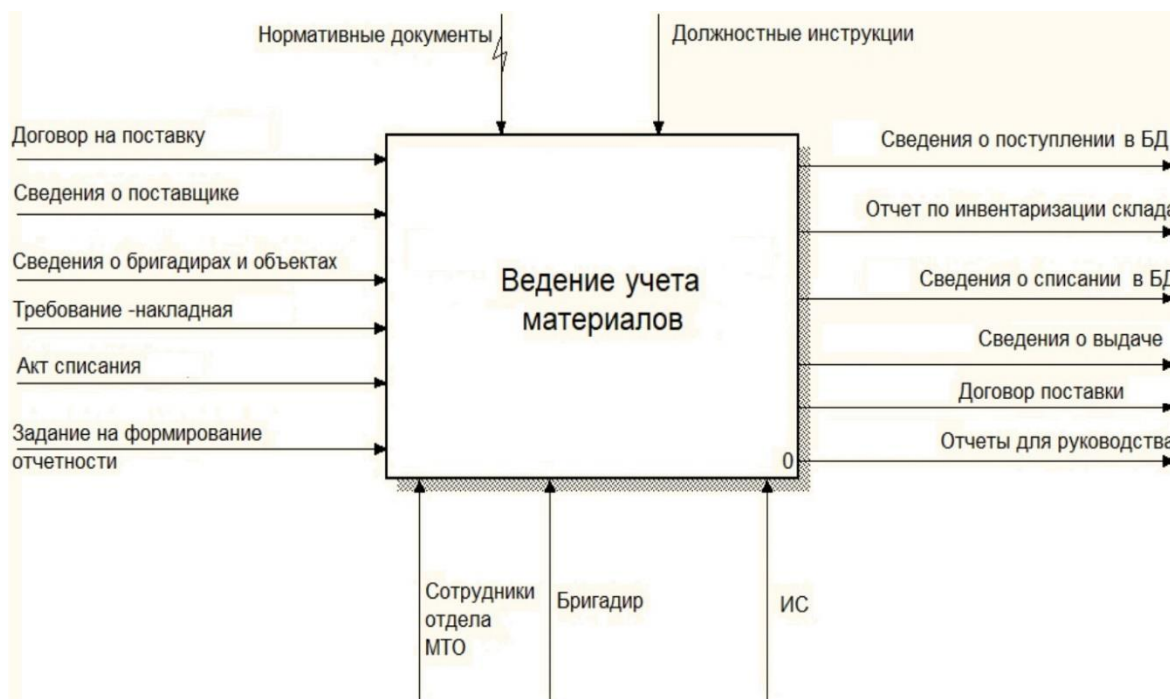 Нормативные документы
Должностные инструкции
Договор на поставку
Сведения о поставщике
Сведения о бригадирах и объектах
Требование -накладная
Акт списания
Задание на формирование
отчетности
Ведение учета
материалов
0
Сведения о поступлении в БД
Отчет по инвентаризации склада
Сведения о списании в БД
Сведения о выдаче
Договор поставки
Отчеты для руководства
Сотрудники
отдела
МТО
Бригадир
ИС